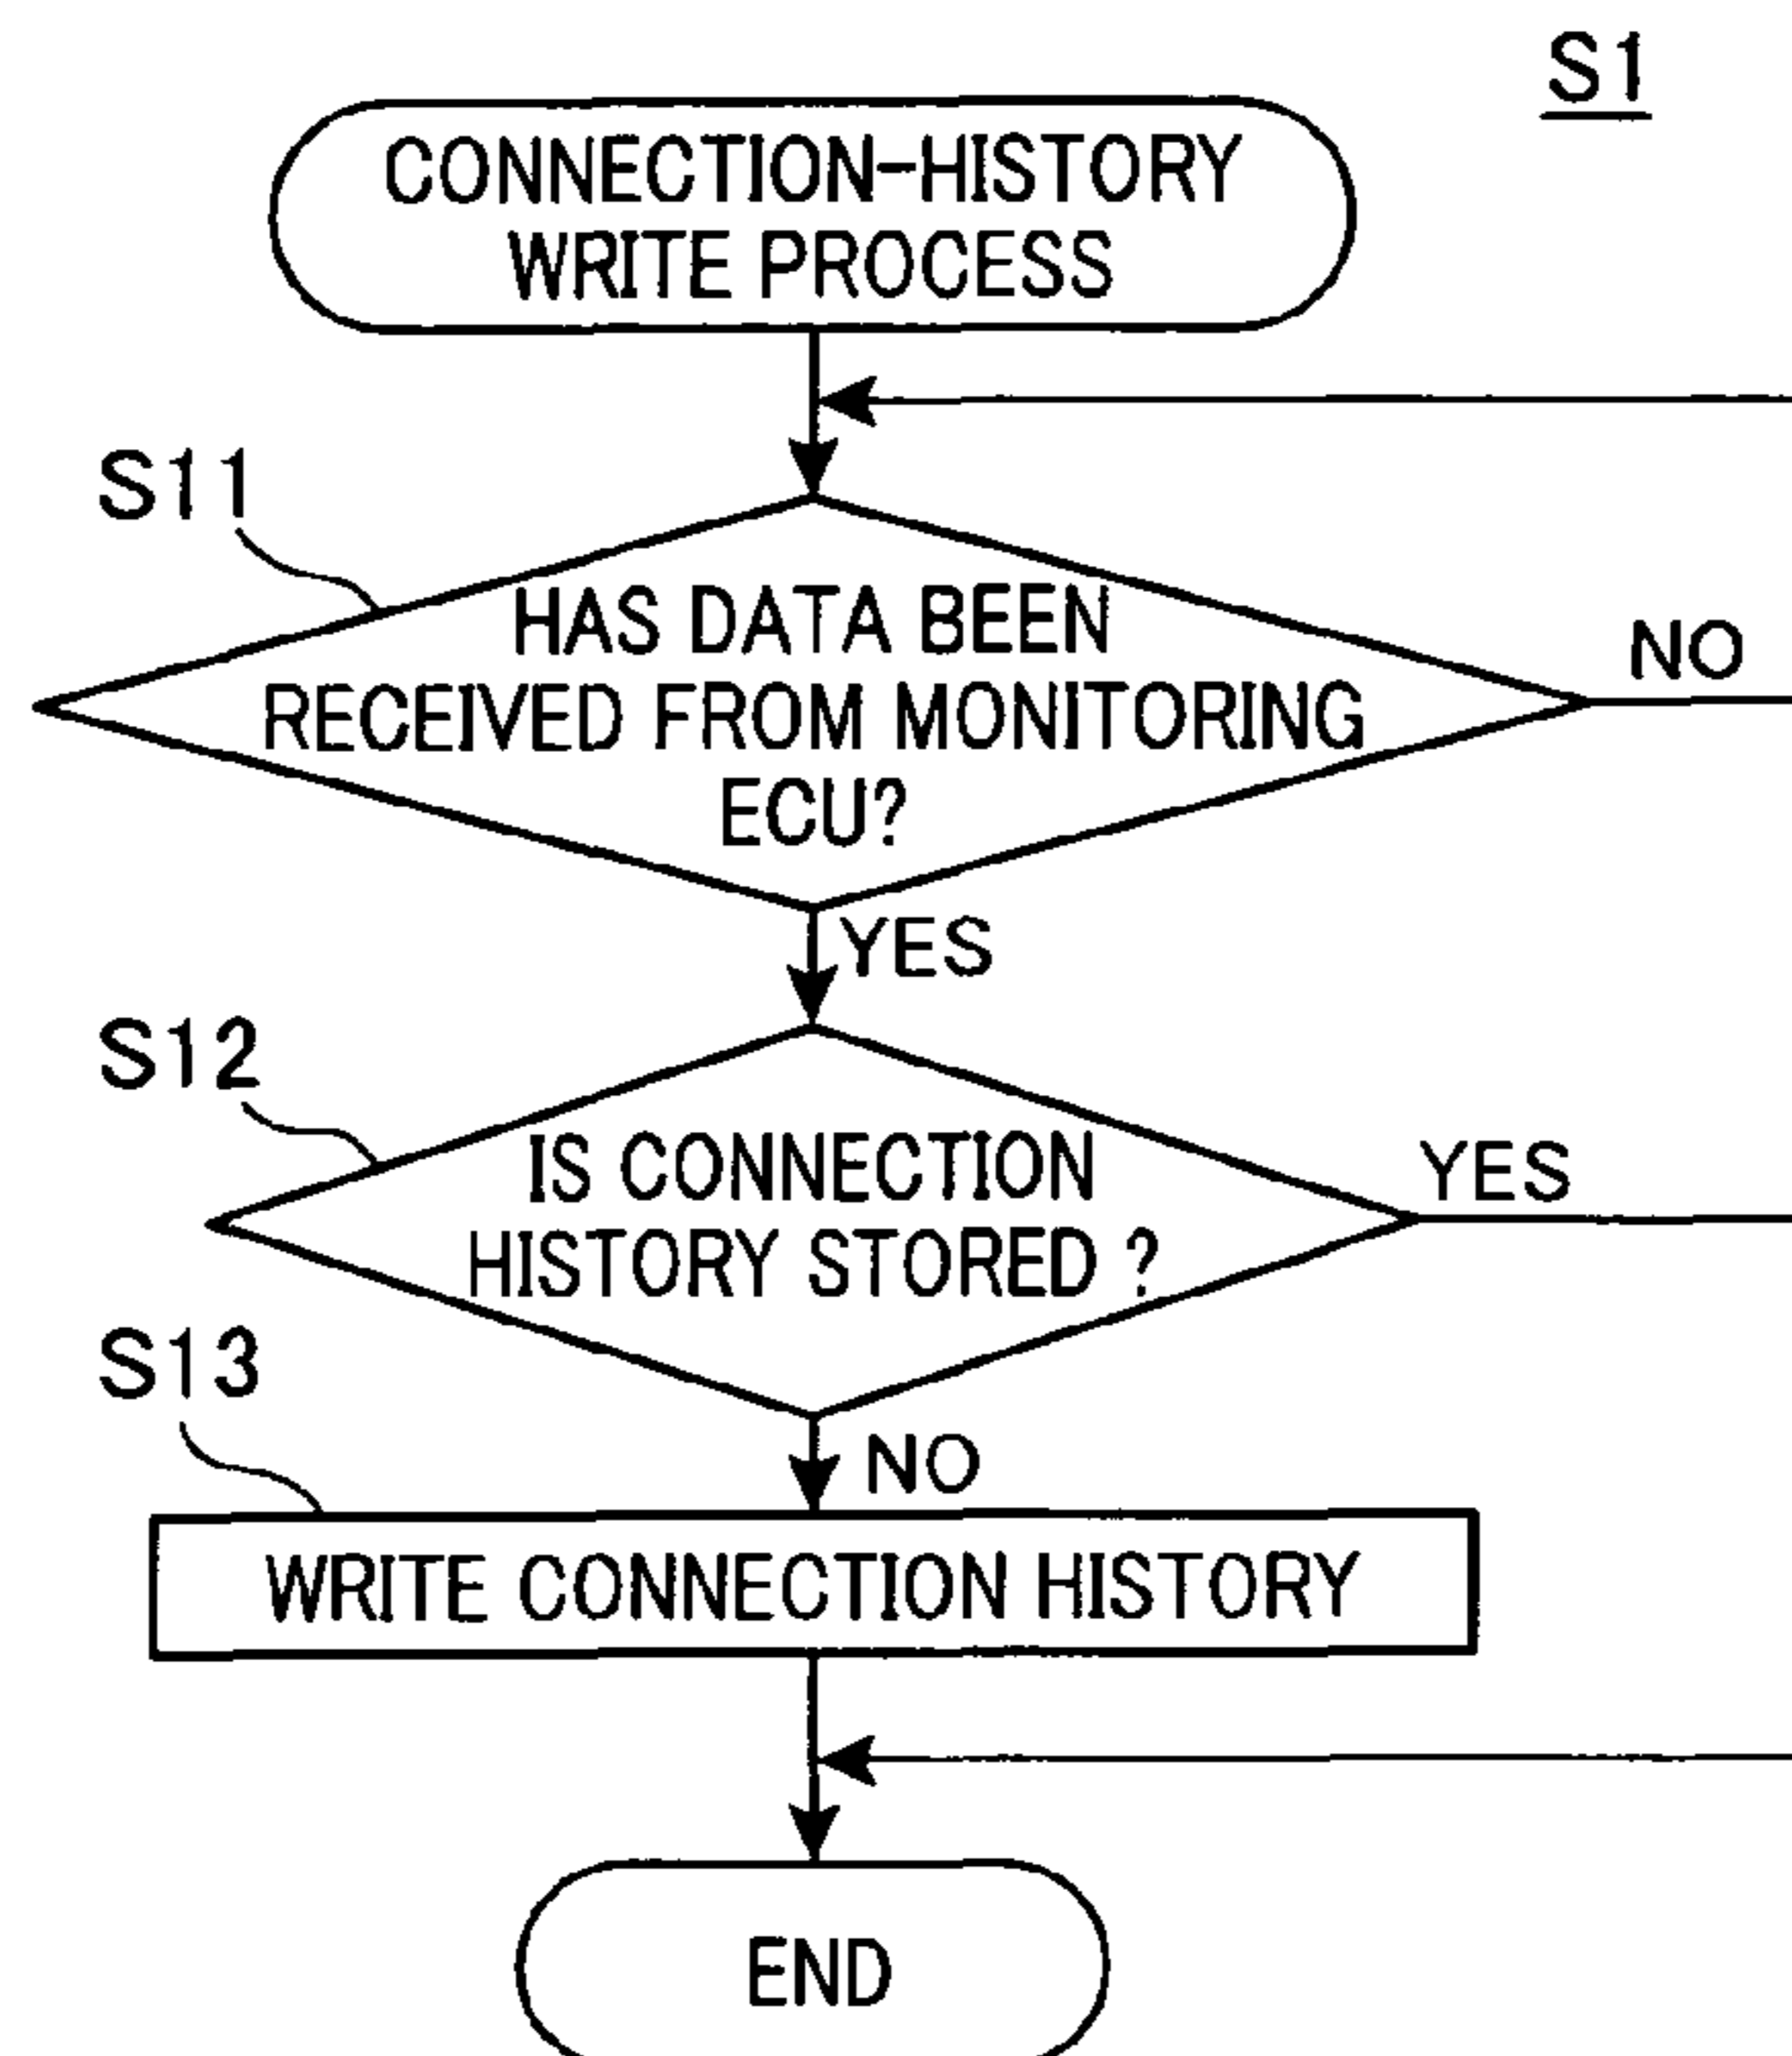 S1
CONNECTION-HISTORY
WRITE PROCESS
S11
HAS DATA BEEN
RECEIVED FROM MONITORING
ECU?
NO
YES
S12
IS CONNECTION
HISTORY STORED ?
YES
S13
NO
WRITE CONNECTION HISTORY
END